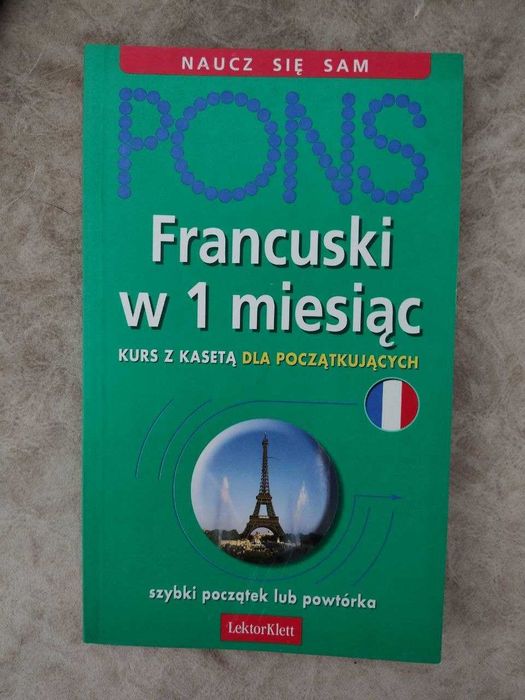 NAUCZ SIĘ SAM
PONS
Francuski
w 1 miesiąc
KURS Z KASETĄ DLA POCZĄTKUJĄCYCH
szybki początek lub powtórka
LektorKlett